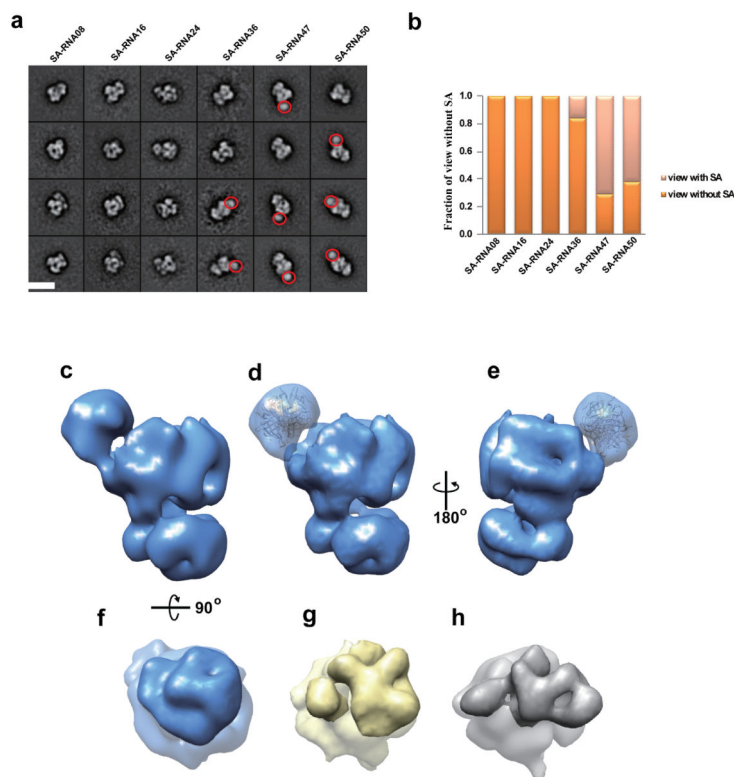 a
SA-RNA08
SA-RNA16
SA-RNA24
SA-RNA36
SA-RNA47
SA-RNA50
b
Fraction of view without SA
1.0
0.8
0.6
0.4
0.2
0.0
SA-RNA08
SA-RNA16
SA-RNA24
SA-RNA36
SA-RNA47
SA-RNA50
view with SA
view without SA
c
d
e
180°
90°
f
g
h